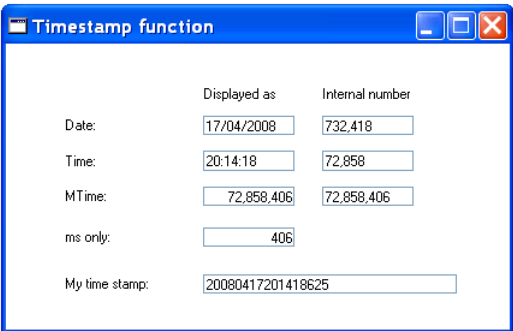 Timestamp function
Displayed as Internal number
Date: 17/04/2008 732,418
Time: 20:14:18 72,858
MTime: 72,858,406 72,858,406
ms only: 406
My time stamp: 20080417201418625